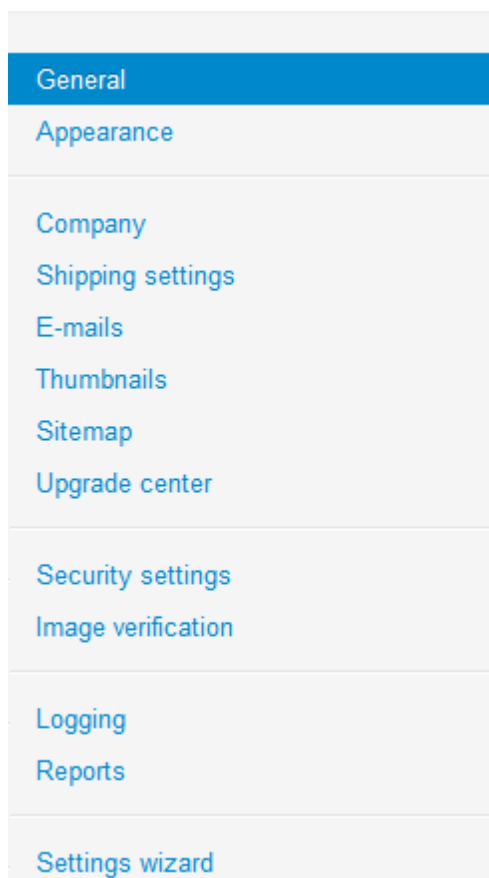 General
Appearance
Company
Shipping settings
E-mails
Thumbnails
Sitemap
Upgrade center
Security settings
Image verification
Logging
Reports
Settings wizard